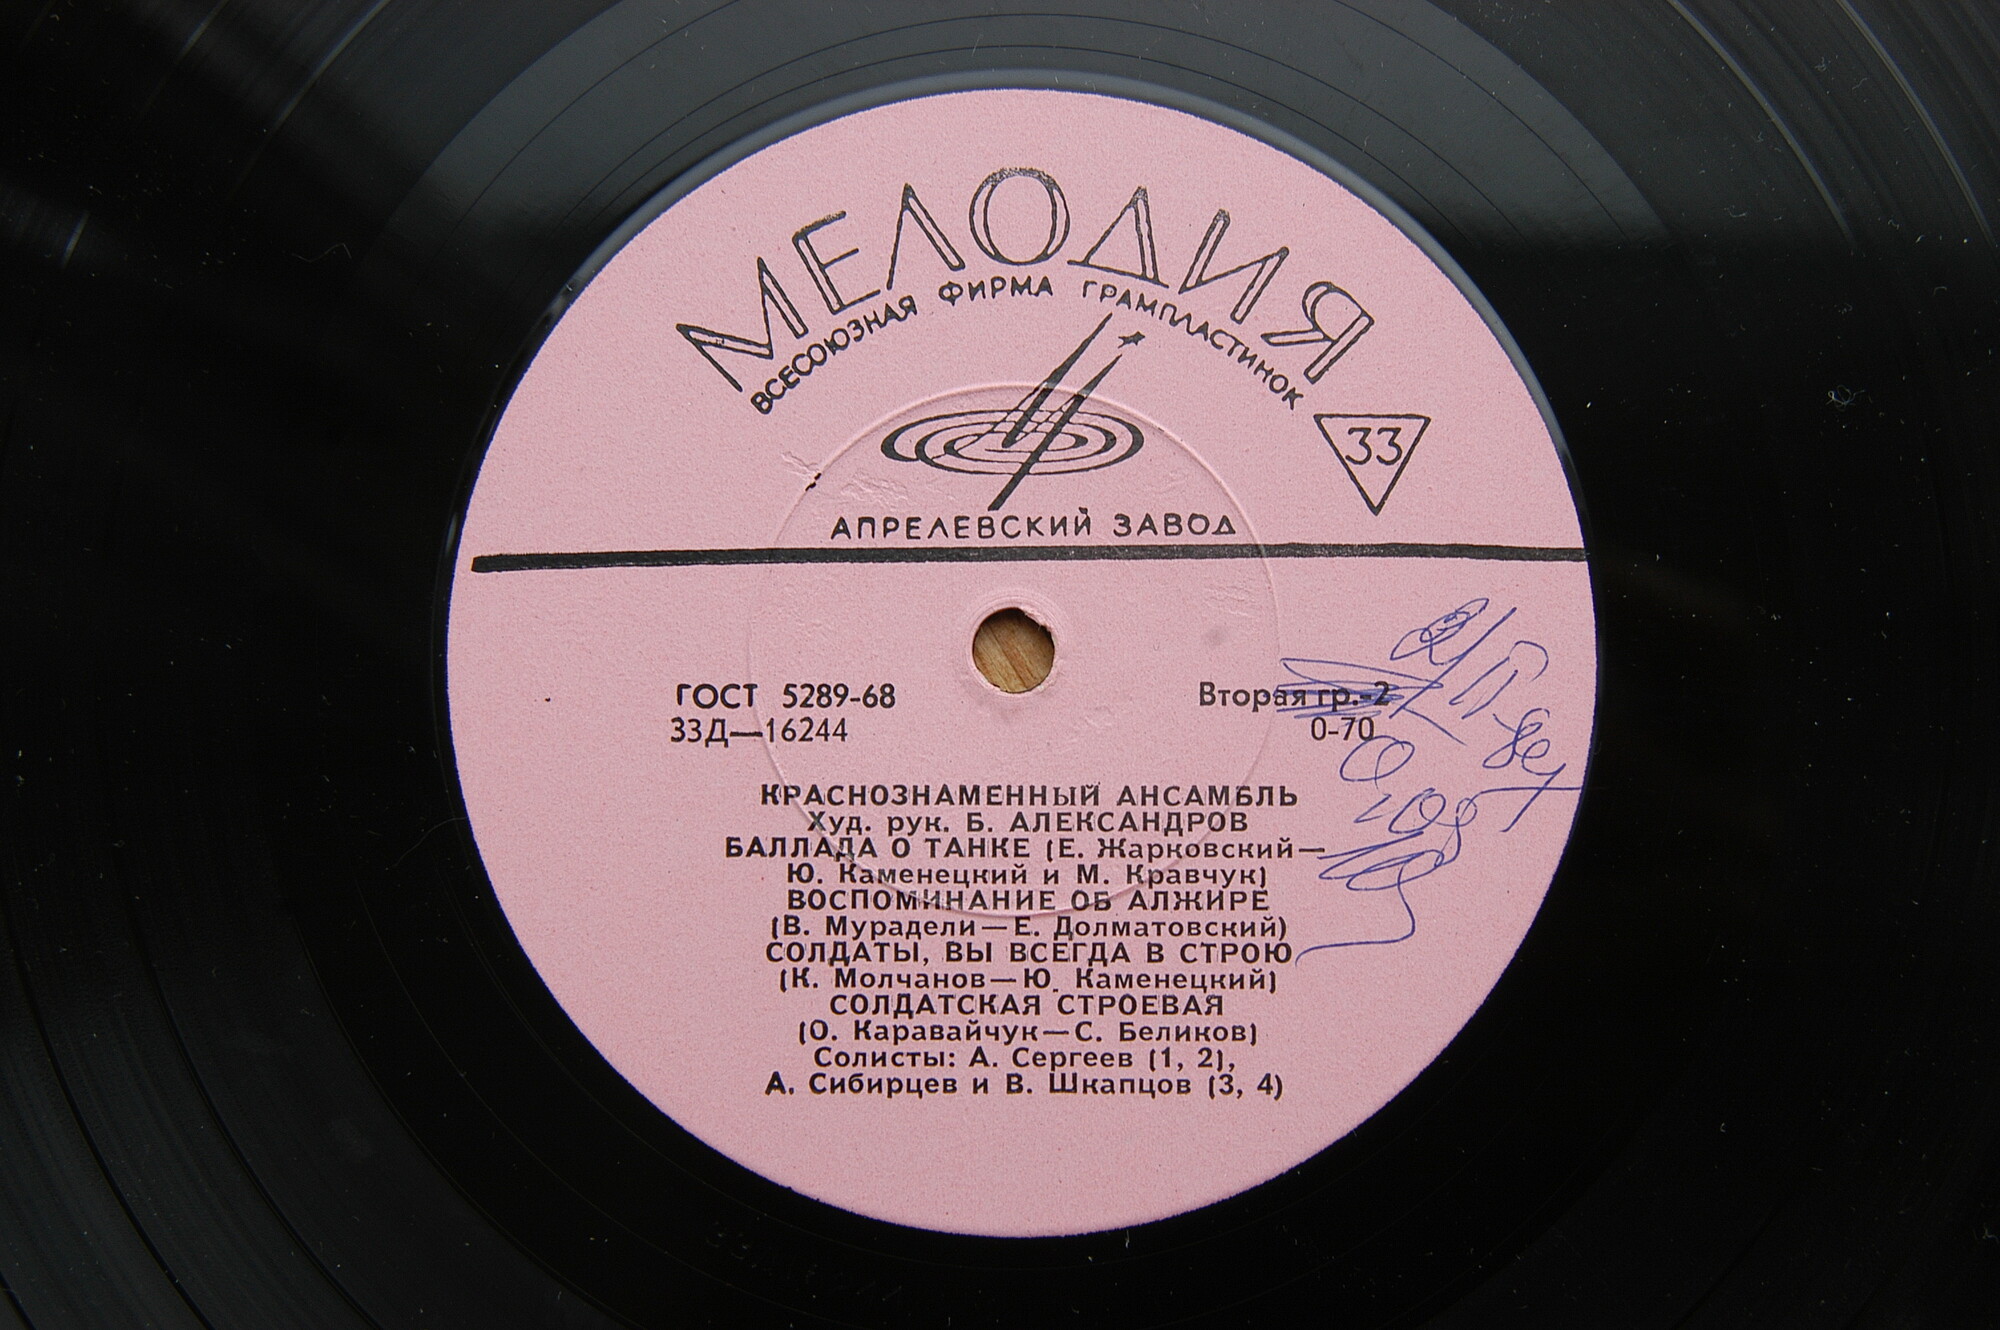 МЕЛОДИЯ
ВСЕСОЮЗНАЯ ФИРМА ГРАМПЛАСТИНОК
33
АПРЕЛЕВСКИЙ ЗАВОД
ГОСТ 5289-68
Вторая гр.-2
33Д—16244
0-70
КРАСНОЗНАМЕННЫЙ АНСАМБЛЬ
Худ. рук. Б. АЛЕКСАНДРОВ
БАЛЛАДА О ТАНКЕ (Е. Жарковский—
Ю. Каменецкий и М. Кравчук)
ВОСПОМИНАНИЕ ОБ АЛЖИРЕ
(В. Мурадели—Е. Долматовский)
СОЛДАТЫ, ВЫ ВСЕГДА В СТРОЮ
(К. Молчанов—Ю. Каменецкий)
СОЛДАТСКАЯ СТРОЕВАЯ
(О. Каравайчук—С. Беликов)
Солисты: А. Сергеев (1, 2),
А. Сибирцев и В. Шкапцов (3, 4)